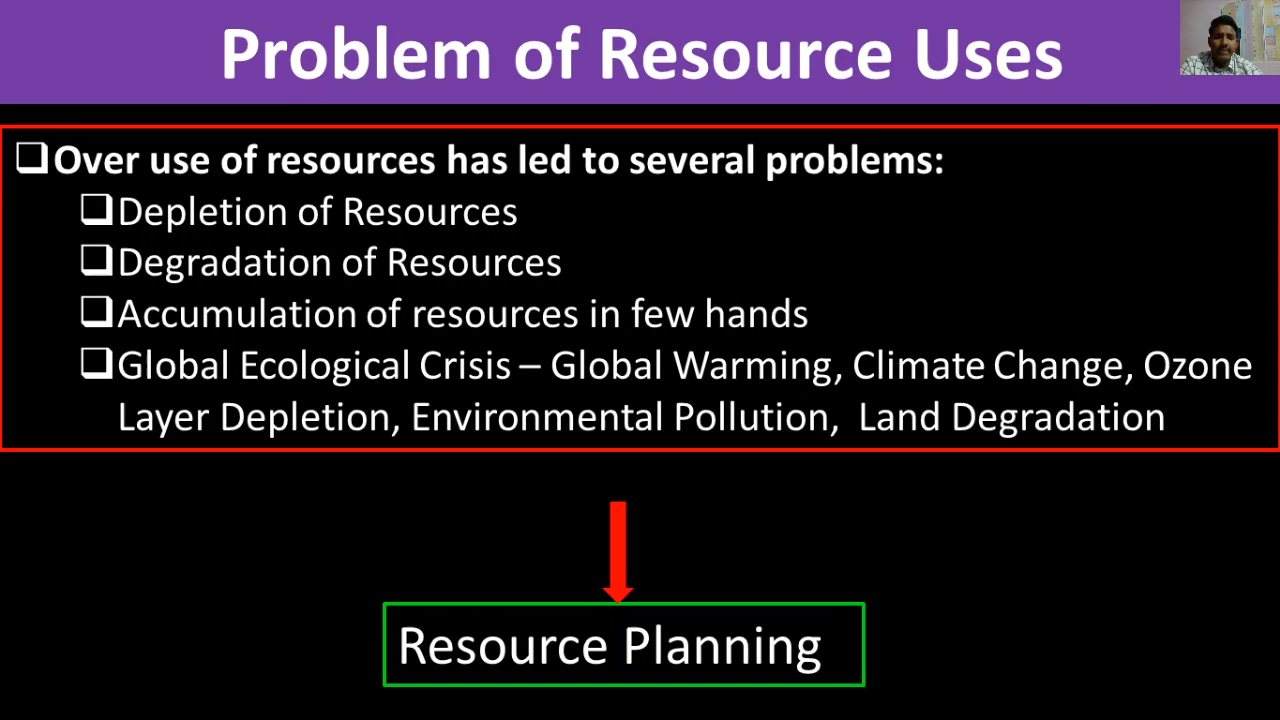 Problem of Resource Uses
Over use of resources has led to several problems:
Depletion of Resources
Degradation of Resources
Accumulation of resources in few hands
Global Ecological Crisis – Global Warming, Climate Change, Ozone
Layer Depletion, Environmental Pollution,  Land Degradation
Resource Planning